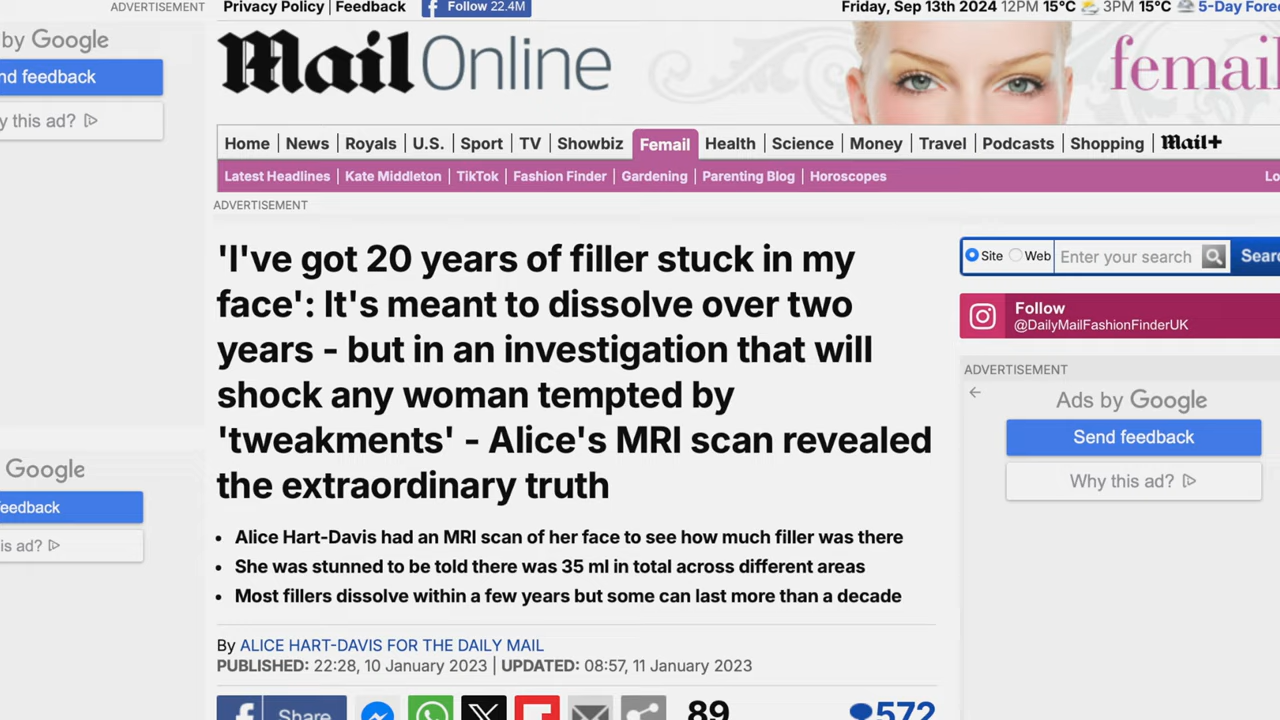 ADVERTISEMENT
Privacy Policy | Feedback
Follow 22.4M
Friday, Sep 13th 2024 12PM 15°C 3PM 15°C 5-Day Fore
by Google
nd feedback
y this ad?
Mail Online
femail
Home | News | Royals | U.S. | Sport | TV | Showbiz | Femail | Health | Science | Money | Travel | Podcasts | Shopping | Mail+
Latest Headlines | Kate Middleton | TikTok | Fashion Finder | Gardening | Parenting Blog | Horoscopes
Lo
ADVERTISEMENT
'I've got 20 years of filler stuck in my
face': It's meant to dissolve over two
years - but in an investigation that will
shock any woman tempted by
'tweakments' - Alice's MRI scan revealed
the extraordinary truth
• Alice Hart-Davis had an MRI scan of her face to see how much filler was there
• She was stunned to be told there was 35 ml in total across different areas
• Most fillers dissolve within a few years but some can last more than a decade
By ALICE HART-DAVIS FOR THE DAILY MAIL
PUBLISHED: 22:28, 10 January 2023 | UPDATED: 08:57, 11 January 2023
Share
89
572
Site Web Enter your search Sear
Follow
@DailyMailFashionFinderUK
ADVERTISEMENT
Ads by Google
Send feedback
Why this ad?
Google
eedback
is ad?